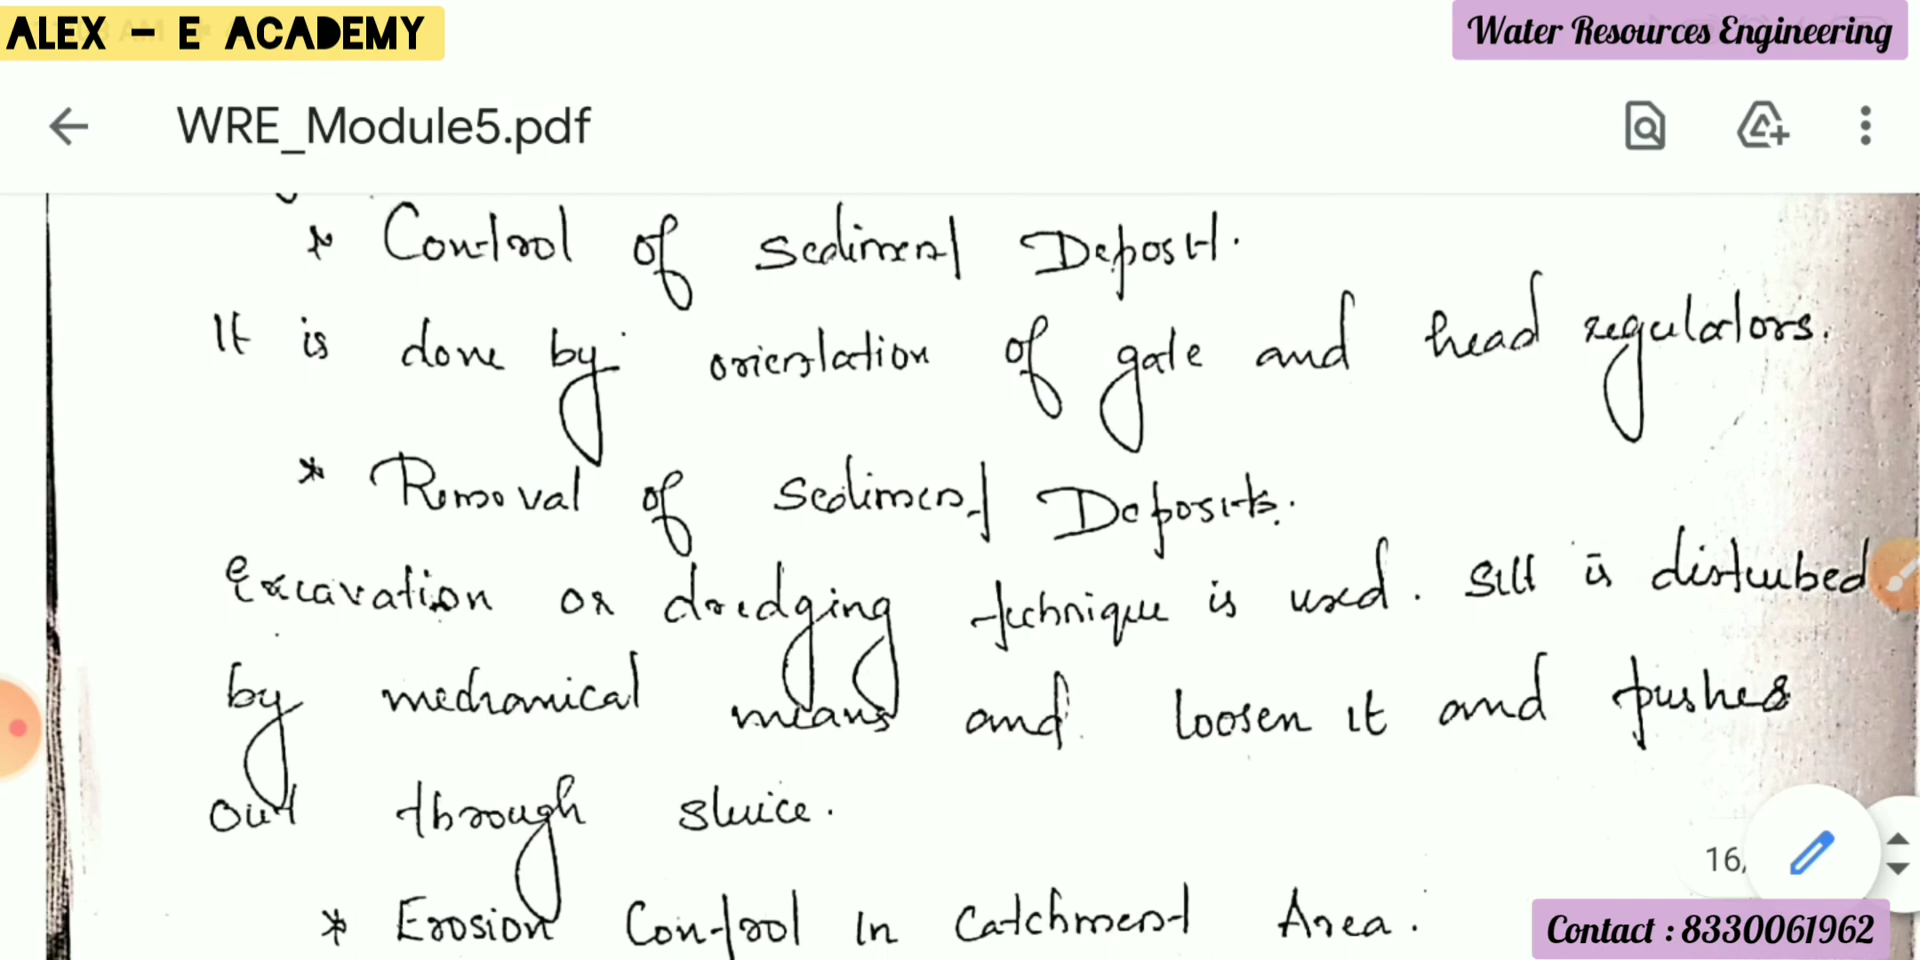 ALEX - E ACADEMY
Water Resources Engineering
WRE_Module5.pdf
* Control of Sediment Deposit.
It is done by orientation of gate and head regulators.
* Removal of Sediment Deposits.
Excavation or dredging technique is used. Silt is disturbed
by mechanical means and loosen it and pushes
out through sluice.
16,
* Erosion Control in Catchment Area.
Contact : 8330061962